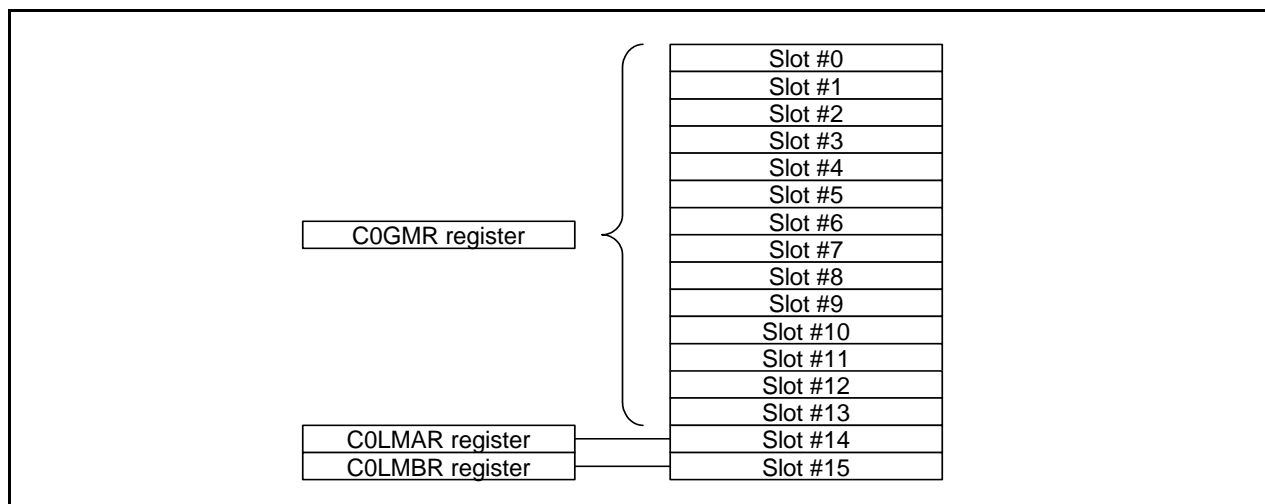 Slot #0
Slot #1
Slot #2
Slot #3
Slot #4
Slot #5
Slot #6
C0GMR register
Slot #7
Slot #8
Slot #9
Slot #10
Slot #11
Slot #12
Slot #13
C0LMAR register
Slot #14
C0LMBR register
Slot #15